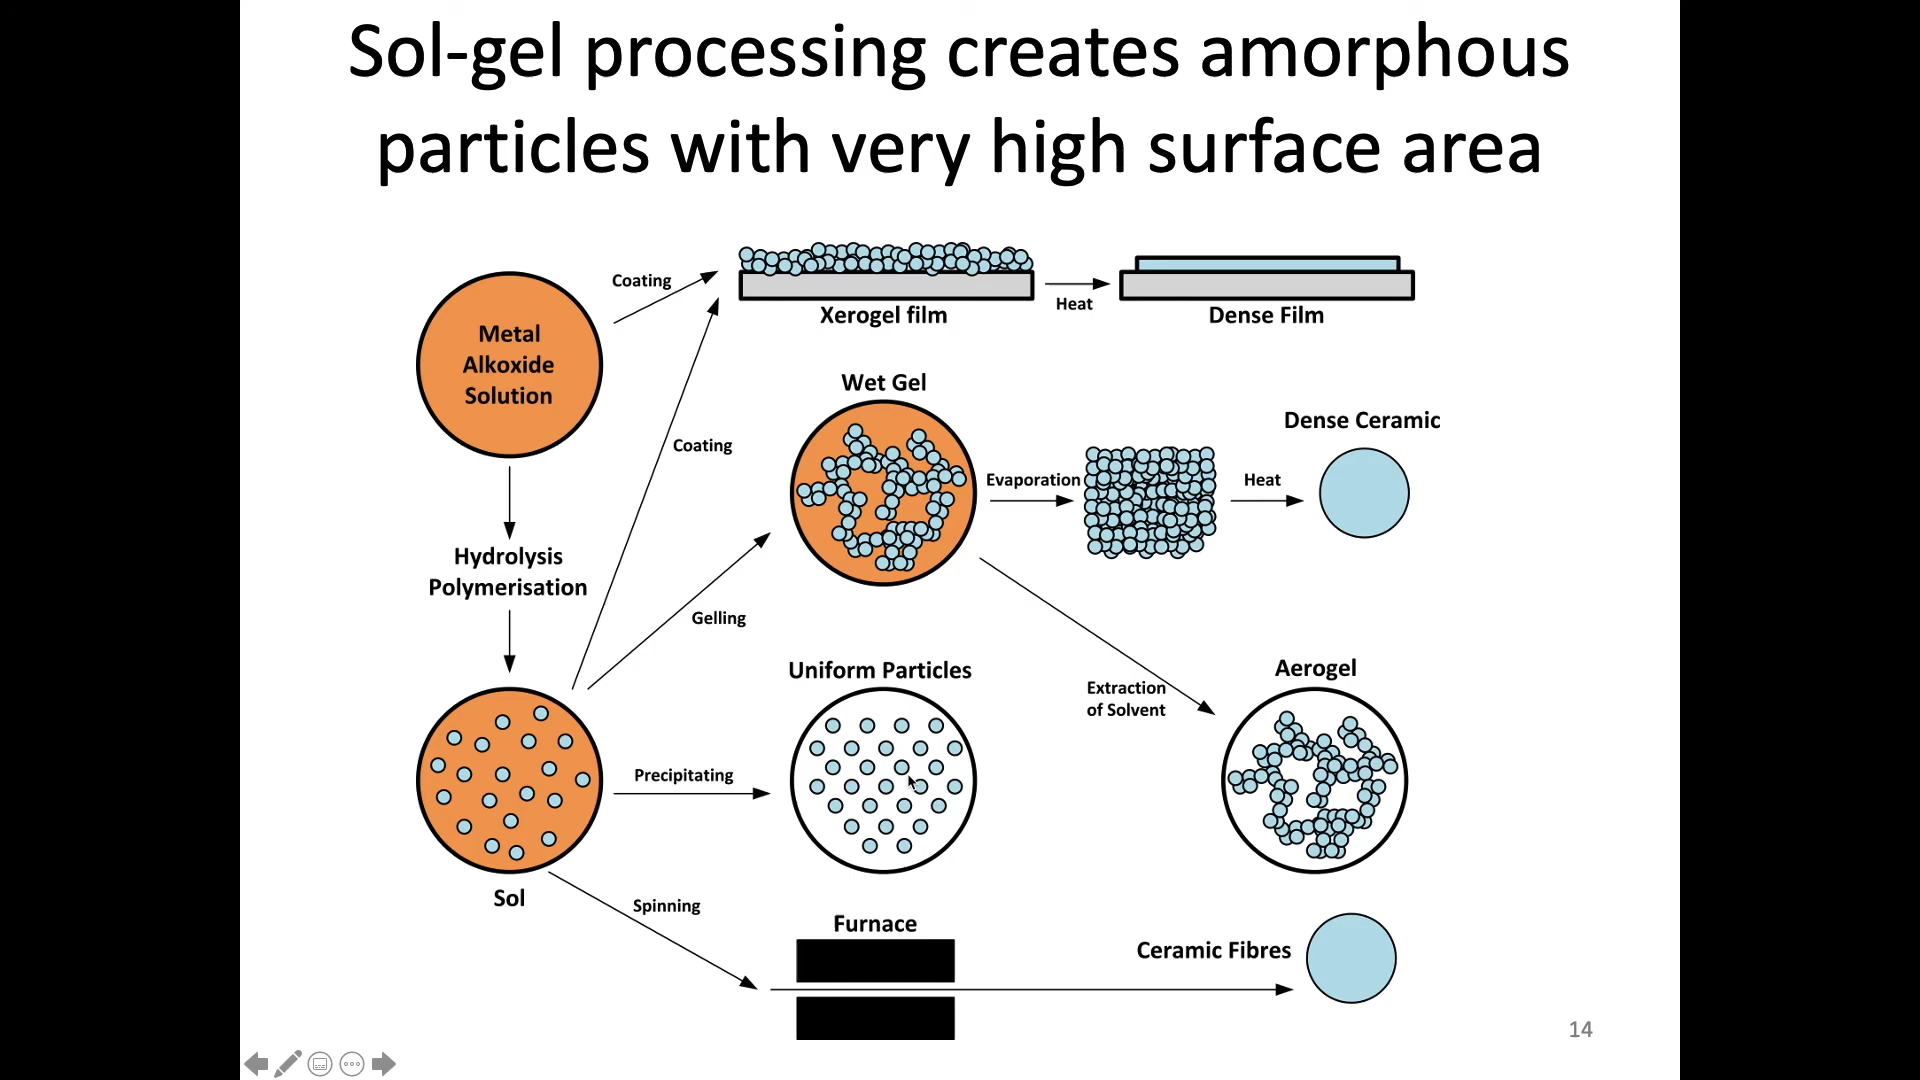 Sol-gel processing creates amorphous
particles with very high surface area
Metal
Alkoxide
Solution
Coating
Xerogel film
Heat
Dense Film
Coating
Wet Gel
Evaporation
Heat
Dense Ceramic
Hydrolysis
Polymerisation
Gelling
Uniform Particles
Extraction
of Solvent
Aerogel
Precipitating
Sol
Spinning
Furnace
Ceramic Fibres
14